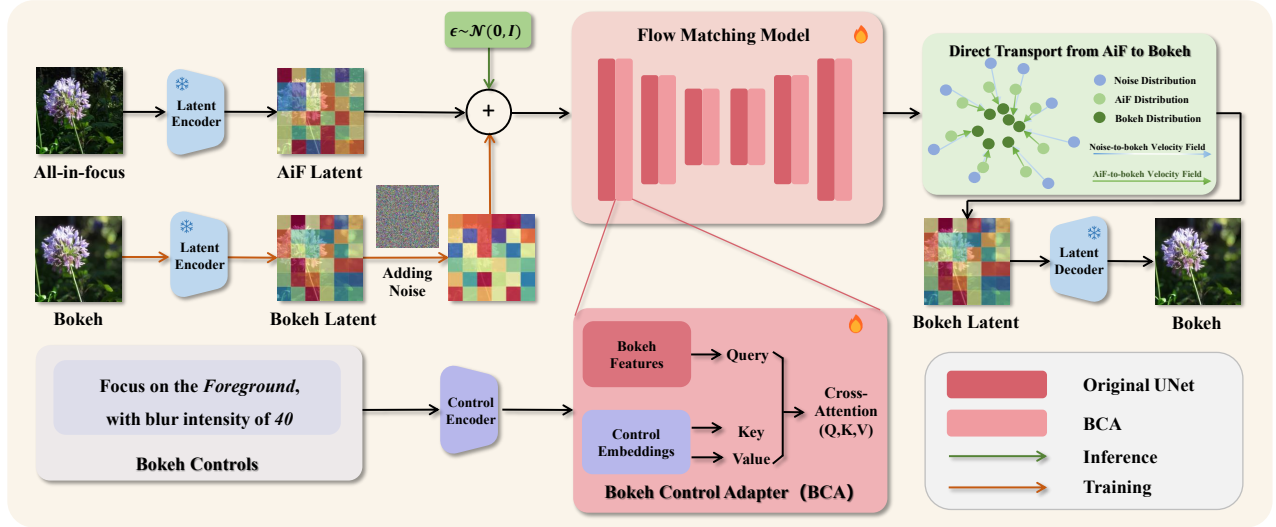 ϵ~𝒩(0, I)
Flow Matching Model
Direct Transport from AiF to Bokeh
Noise Distribution
AiF Distribution
Bokeh Distribution
Noise-to-bokeh Velocity Field
AiF-to-bokeh Velocity Field
Latent
Encoder
+
All-in-focus
AiF Latent
Latent
Encoder
Adding
Noise
Bokeh
Bokeh Latent
Latent
Decoder
Bokeh Latent
Bokeh
Focus on the Foreground,
with blur intensity of 40
Bokeh Controls
Control
Encoder
Bokeh
Features
Query
Control
Embeddings
Key
Value
Cross-
Attention
(Q,K,V)
Bokeh Control Adapter（BCA）
Original UNet
BCA
Inference
Training